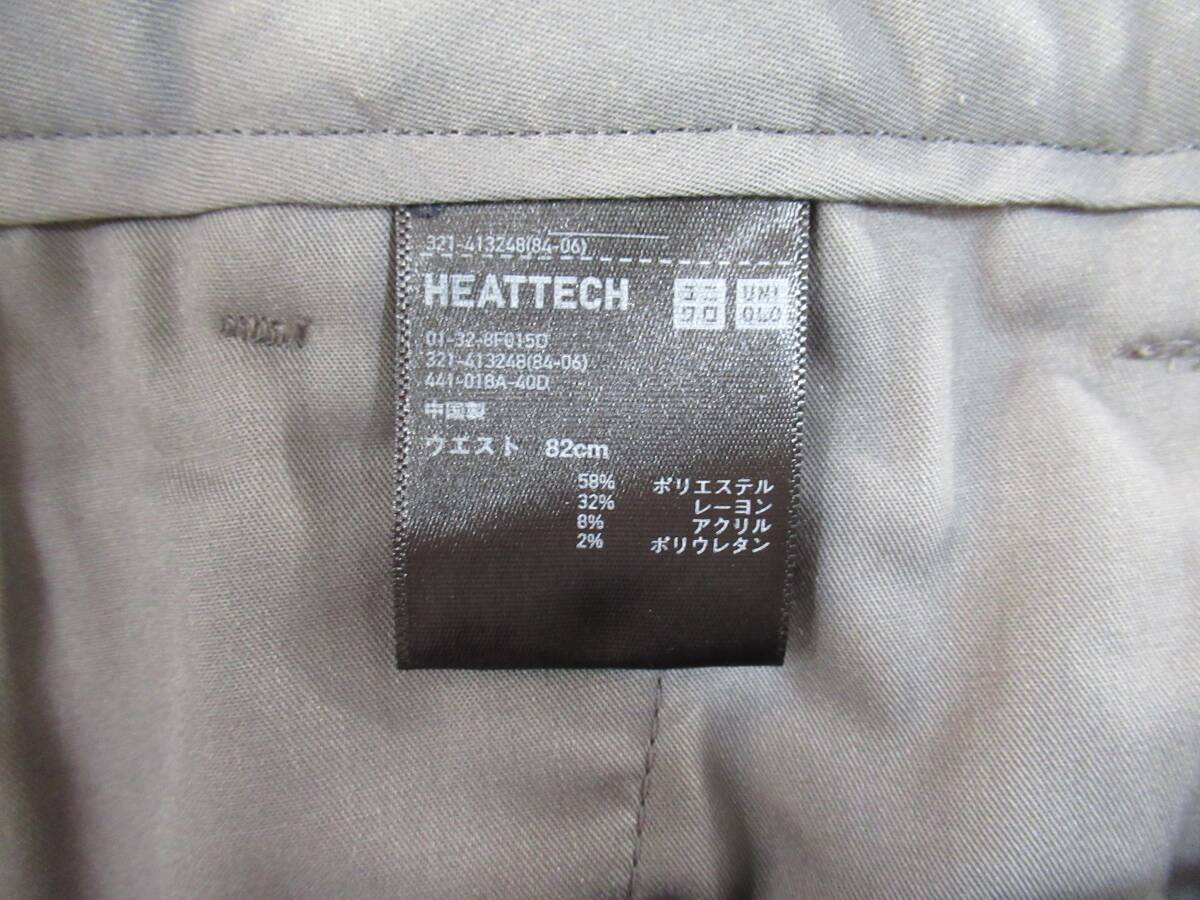 321-413248(84-06)
HEATTECH
ユニ
クロ
UNI
QLO
01-32-8F015D
321-413248(84-06)
441-018A-40D
中国製
ウエスト 82cm
58% ポリエステル
32% レーヨン
8% アクリル
2% ポリウレタン